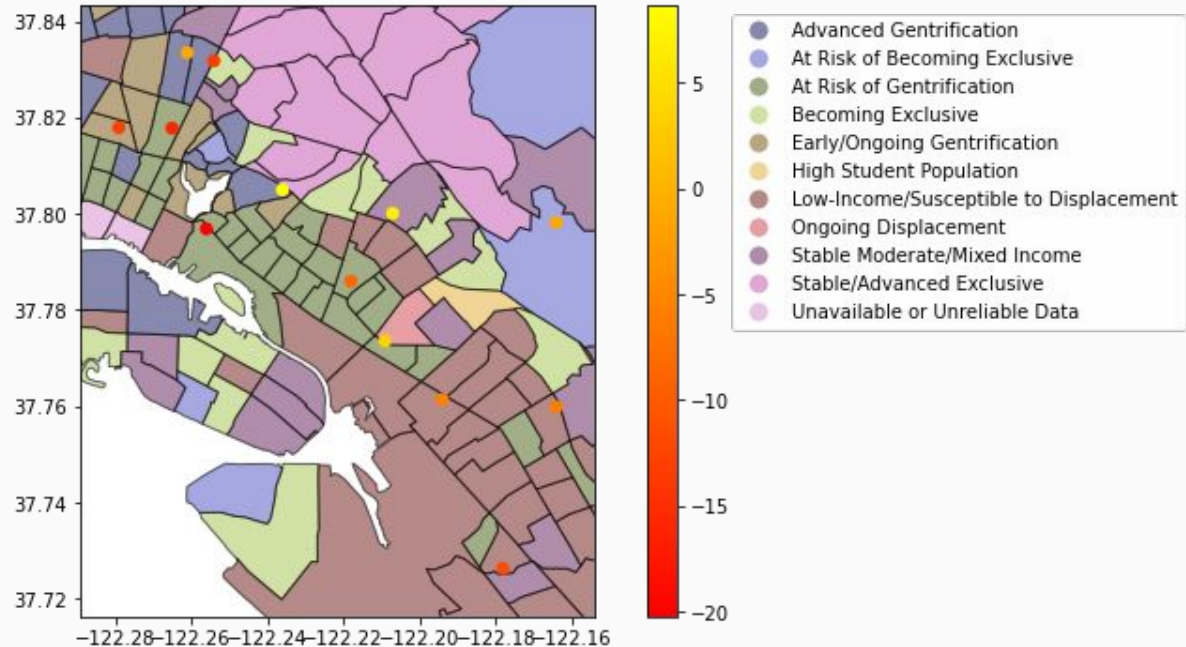 37.84
37.82
37.80
37.78
37.76
37.74
37.72
−122.28−122.26−122.24−122.22−122.20−122.18−122.16
5
0
−5
−10
−15
−20
Advanced Gentrification
At Risk of Becoming Exclusive
At Risk of Gentrification
Becoming Exclusive
Early/Ongoing Gentrification
High Student Population
Low-Income/Susceptible to Displacement
Ongoing Displacement
Stable Moderate/Mixed Income
Stable/Advanced Exclusive
Unavailable or Unreliable Data